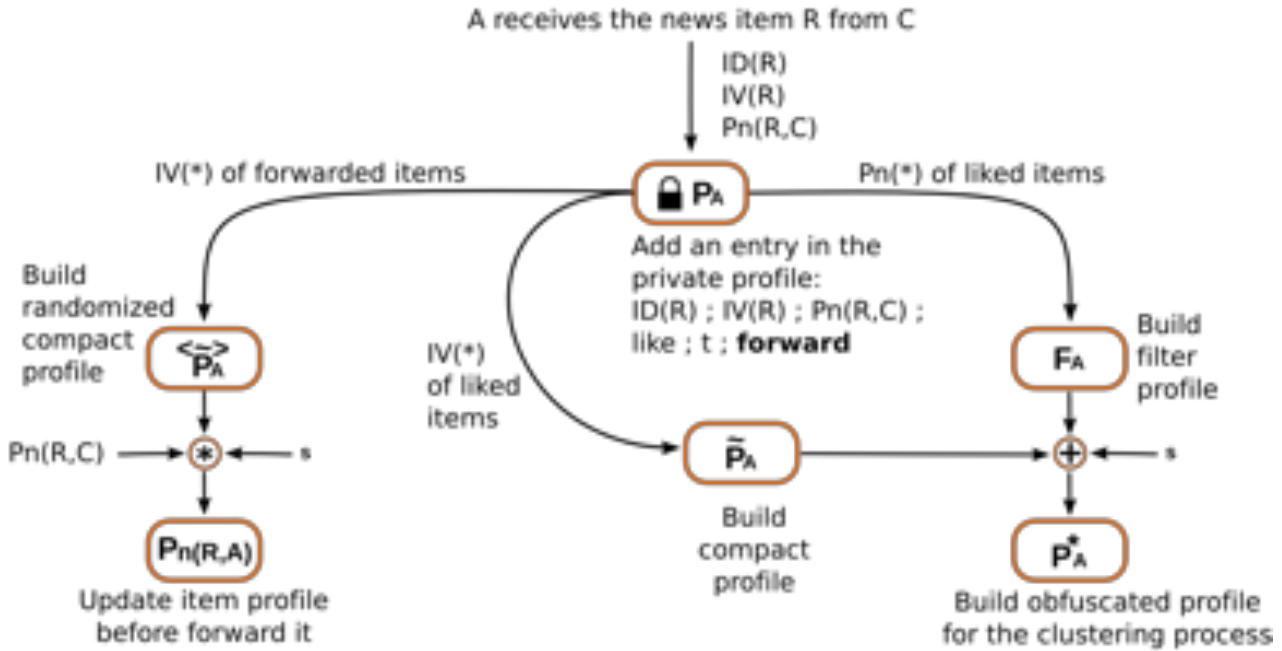 A receives the news item R from C
ID(R)
IV(R)
Pn(R,C)
IV(*) of forwarded items
Pn(*) of liked items
PA
Add an entry in the
private profile:
ID(R) ; IV(R) ; Pn(R,C) ;
like ; t ; forward
Build
randomized
compact
profile
<~>
PA
IV(*)
of liked
items
FA
Build
filter
profile
Pn(R,C)
*
s
~
PA
+
s
Build
compact
profile
Pn(R,A)
Update item profile
before forward it
P*A
Build obfuscated profile
for the clustering process